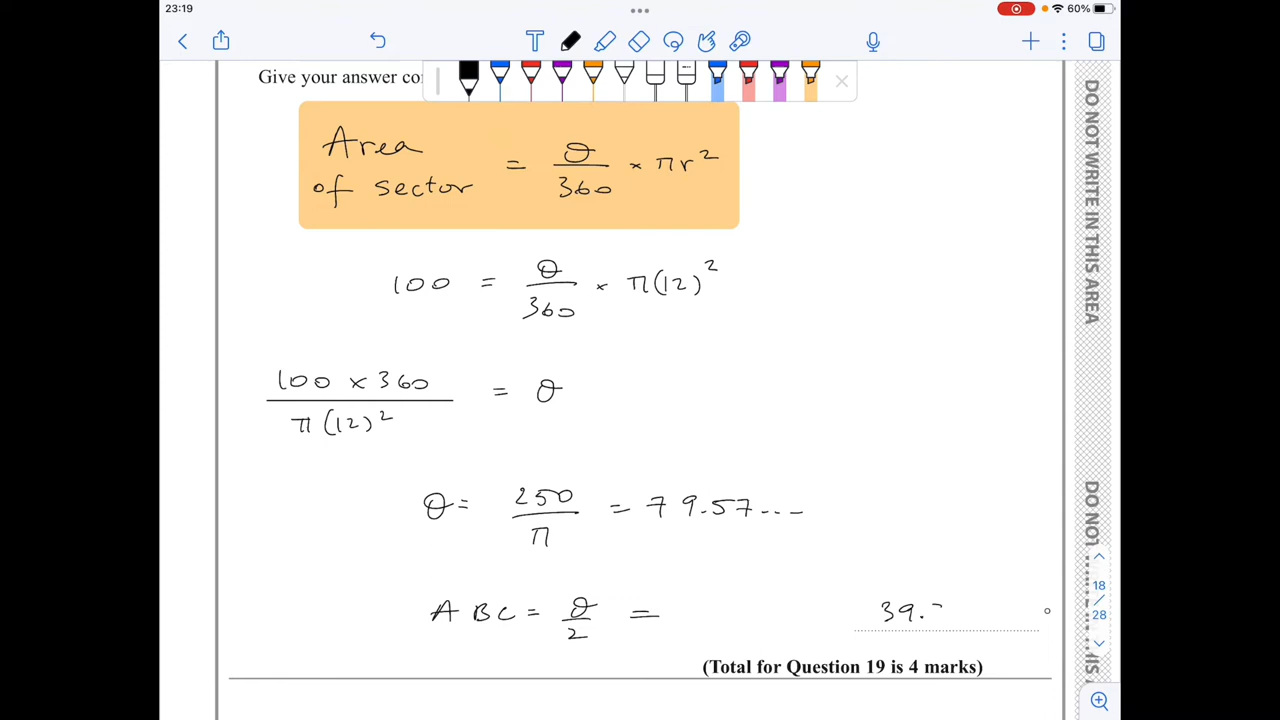 23:19
60%
Give your answer co
Area of sector = θ/360 × πr²
100 = θ/360 × π(12)²
100 × 360 / π(12)² = θ
θ = 250/π = 79.57...
ABC = θ/2 =
39.
°
(Total for Question 19 is 4 marks)
DO NOT WRITE IN THIS AREA
DO NO
18
/
28